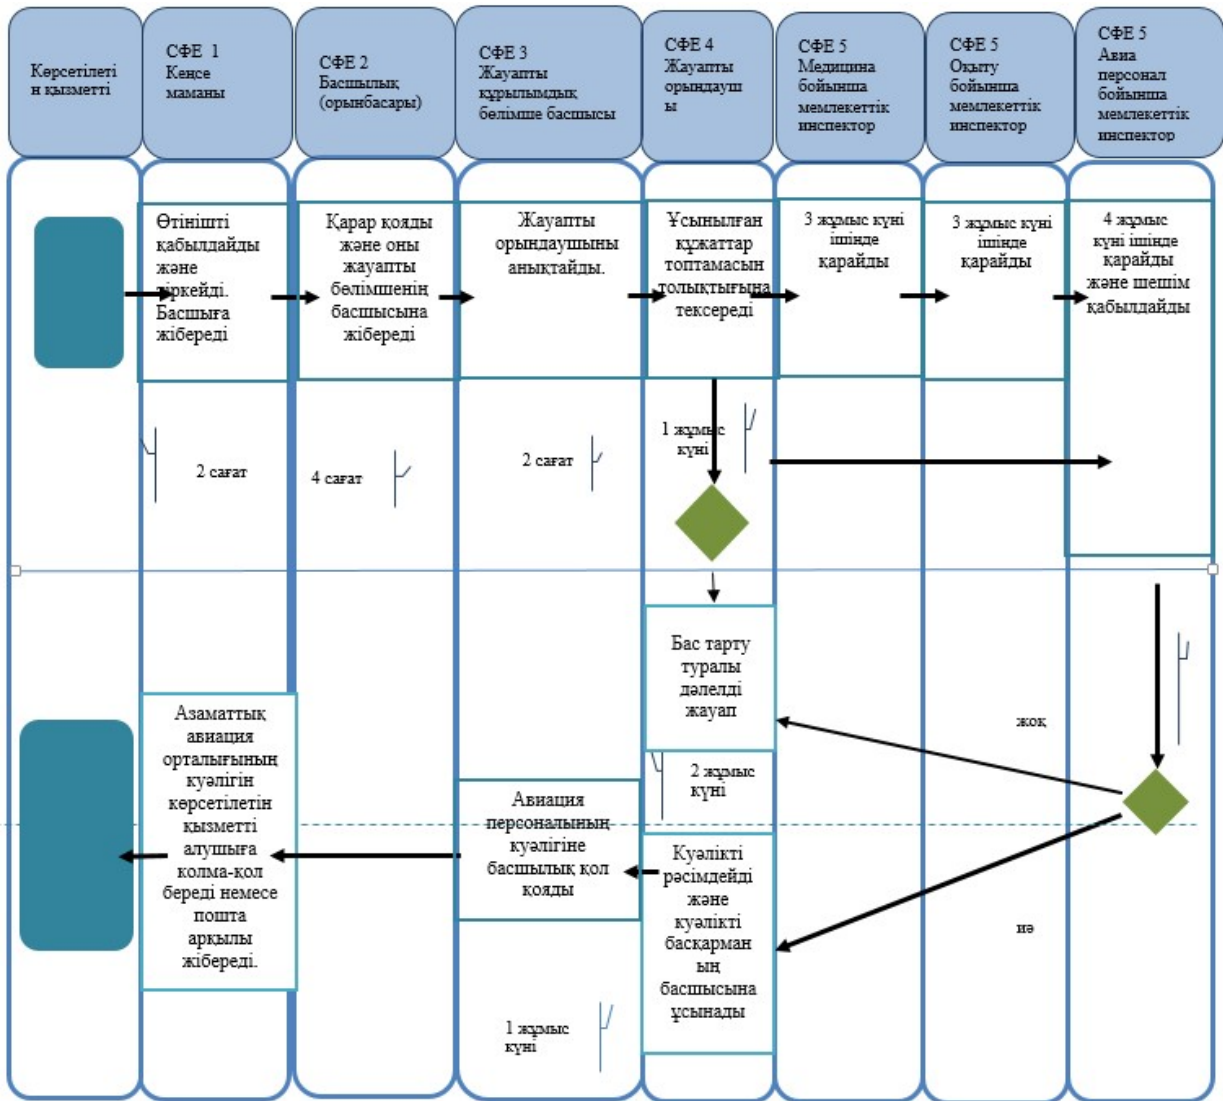 Көрсетілеті
н қызметті
СФЕ 1
Кеңсе
маманы
СФЕ 2
Басшылық
(орынбасары)
СФЕ 3
Жауапты
құрылымдық
бөлімше басшысы
СФЕ 4
Жауапты
орындауш
ы
СФЕ 5
Медицина
бойынша
мемлекеттік
инспектор
СФЕ 5
Оқыту
бойынша
мемлекеттік
инспектор
СФЕ 5
Авиа
персонал
бойынша
мемлекеттік
инспектор
Өтінішті
қабылдайды
және
тіркейді.
Басшыға
жібереді
Қарар қояды
және оны
жауапты
бөлімшенің
басшысына
жібереді
Жауапты
орындаушыны
анықтайды.
Ұсынылған
құжаттар
топтамасын
толықтығына
тексереді
3 жұмыс күні
ішінде
қарайды
3 жұмыс күні
ішінде
қарайды
4 жұмыс
күні ішінде
қарайды
және шешім
қабылдайды
2 сағат
4 сағат
2 сағат
1 жұмыс
күні
Бас тарту
туралы
дәлелді
жауап
жоқ
2 жұмыс
күні
Азаматтық
авиация
орталығының
куәлігін
көрсетілетін
қызметті
алушыға
колма-қол
береді немесе
пошта
арқылы
жібереді.
Авиация
персоналының
куәлігіне
басшылық қол
қояды
Куәлікті
рәсімдейді
және
куәлікті
басқарман
ың
басшысына
ұсынады
иә
1 жұмыс
күні